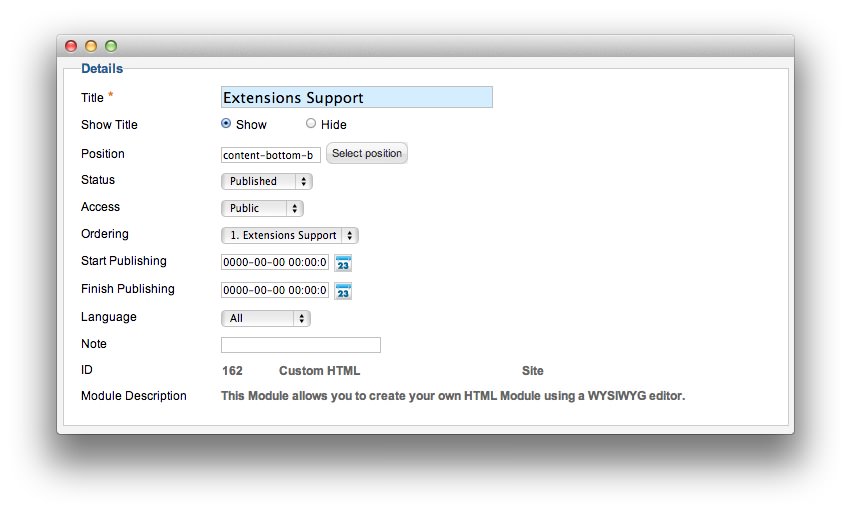 Details
Title *
Extensions Support
Show Title
Show
Hide
Position
content-bottom-b
Select position
Status
Published
Access
Public
Ordering
1. Extensions Support
Start Publishing
0000-00-00 00:00:0
23
Finish Publishing
0000-00-00 00:00:0
23
Language
All
Note
ID
162 Custom HTML Site
Module Description
This Module allows you to create your own HTML Module using a WYSIWYG editor.